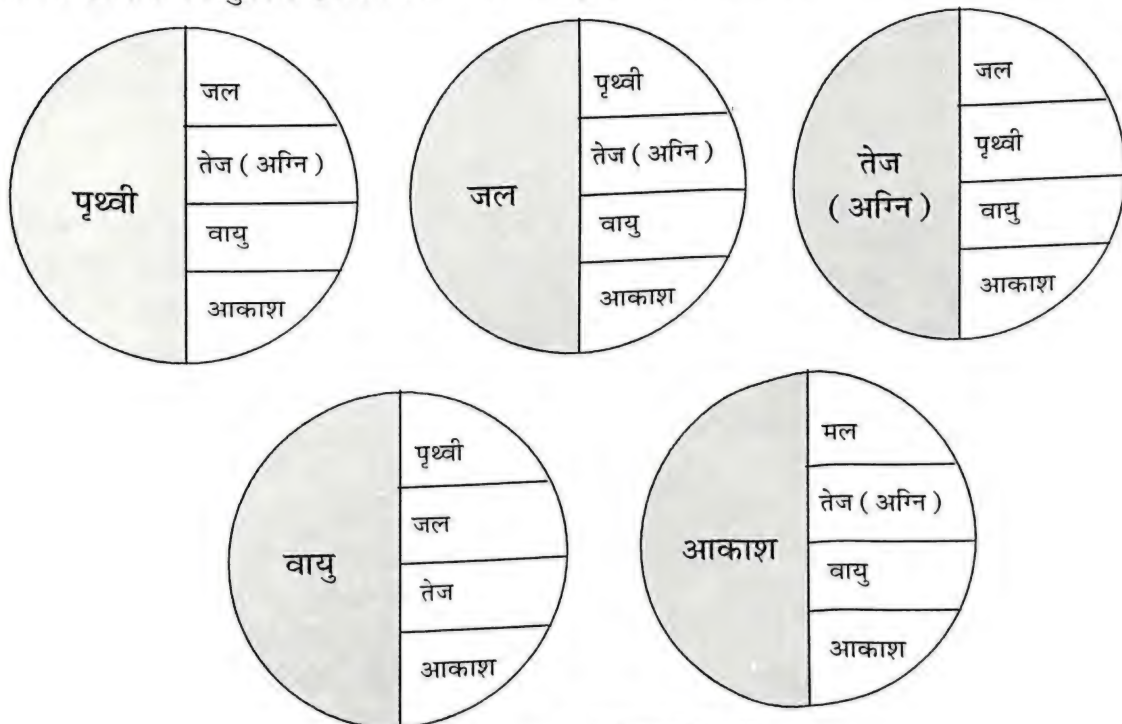 पृथ्वी
जल
तेज ( अग्नि )
वायु
आकाश
जल
पृथ्वी
तेज ( अग्नि )
वायु
आकाश
तेज
( अग्नि )
जल
पृथ्वी
वायु
आकाश
वायु
पृथ्वी
जल
तेज
आकाश
आकाश
मल
तेज ( अग्नि )
वायु
आकाश